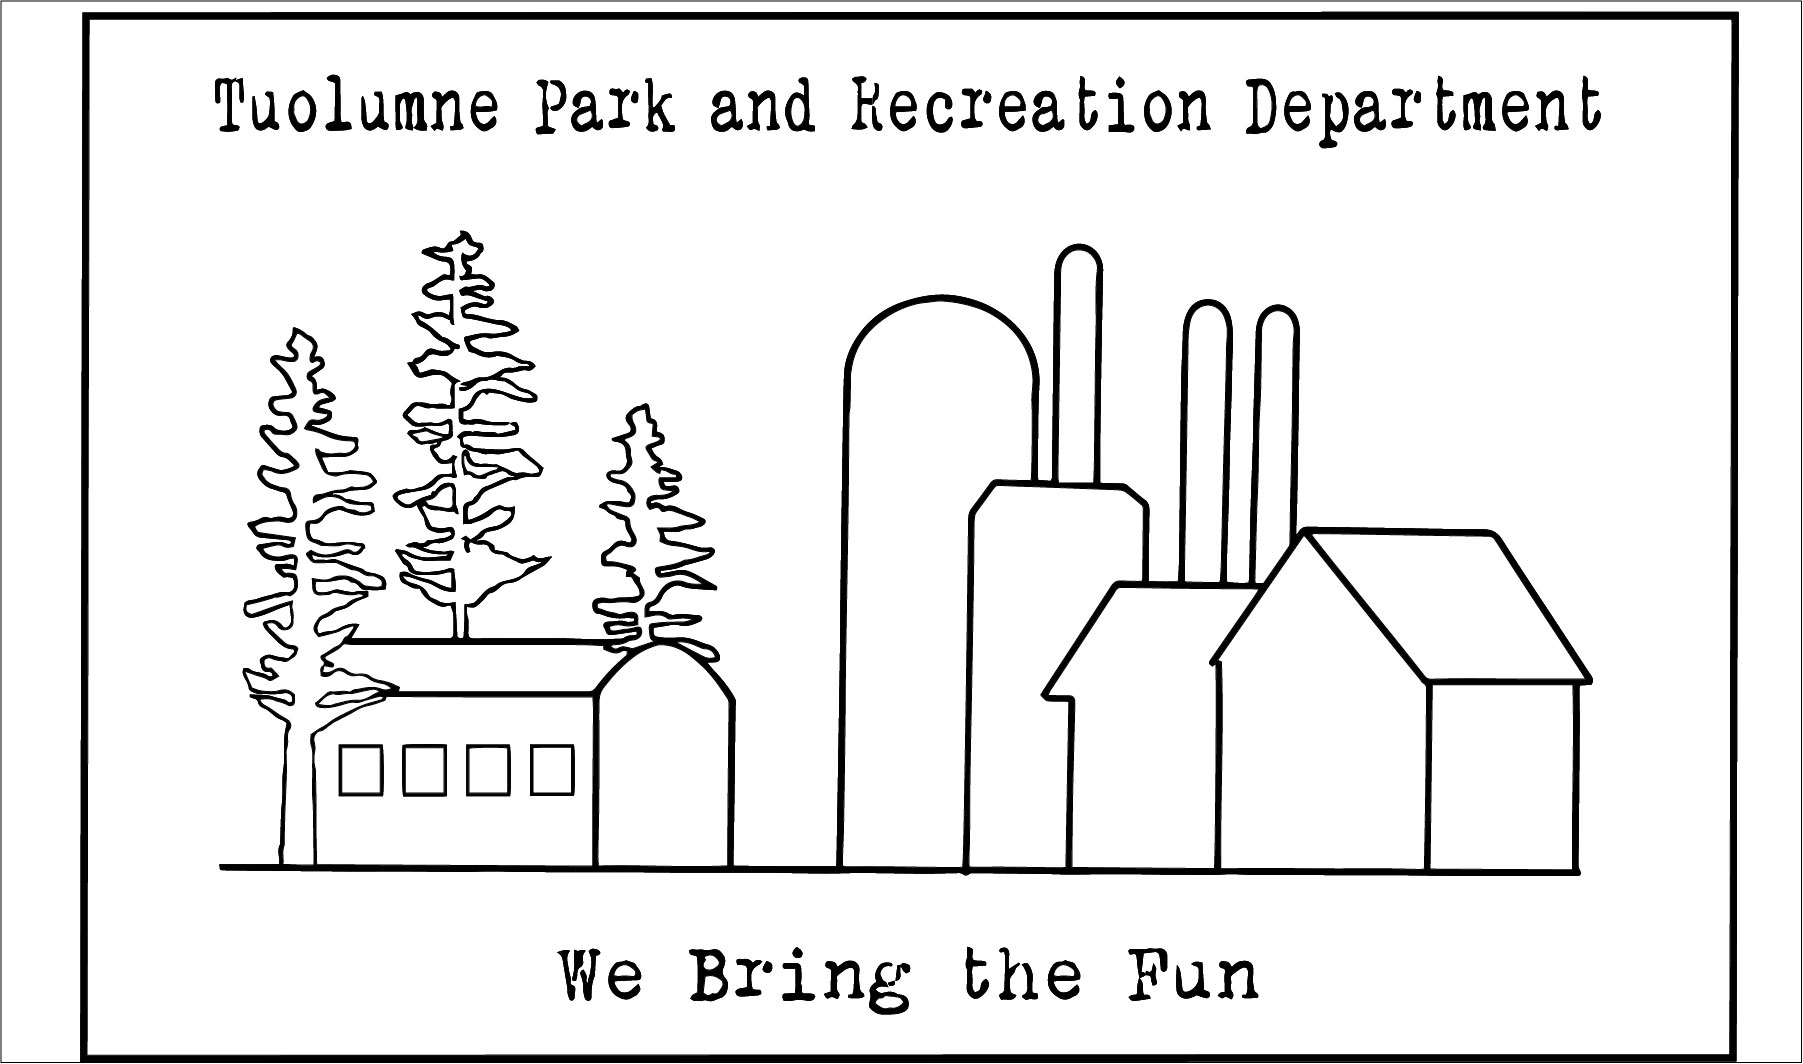 Tuolumne Park and Recreation Department
We Bring the Fun